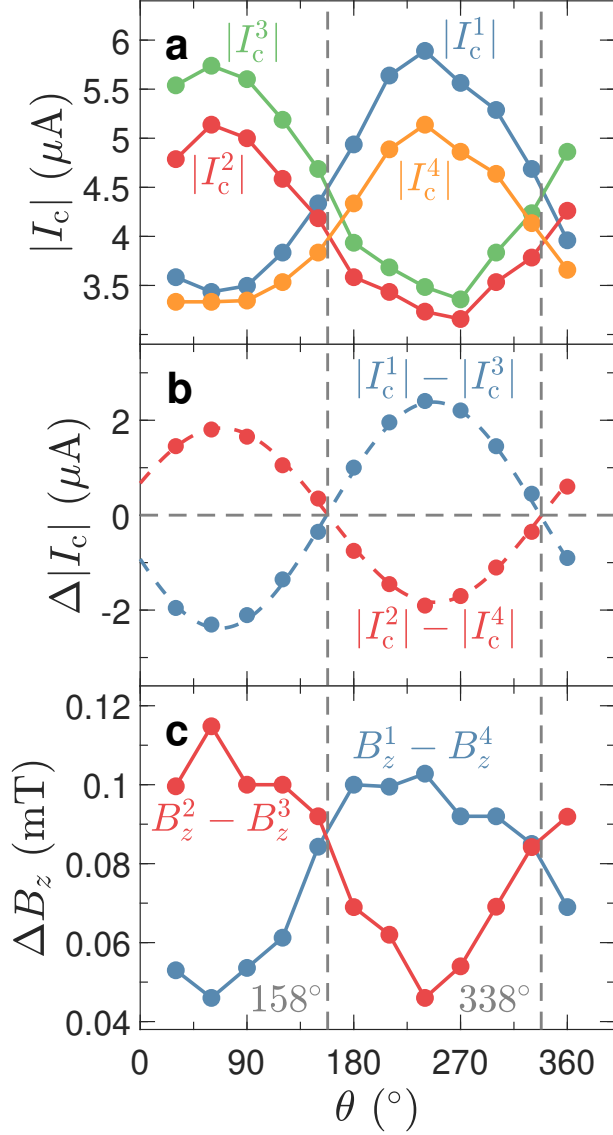 a
|I_c^3|
|I_c^1|
|I_c^2|
|I_c^4|
6
5.5
5
4.5
4
3.5
|I_c| (μA)
b
|I_c^1| − |I_c^3|
|I_c^2| − |I_c^4|
2
0
-2
Δ|I_c| (μA)
c
B_z^1 − B_z^4
B_z^2 − B_z^3
158°
338°
0.12
0.1
0.08
0.06
0.04
ΔB_z (mT)
0 90 180 270 360
θ (°)